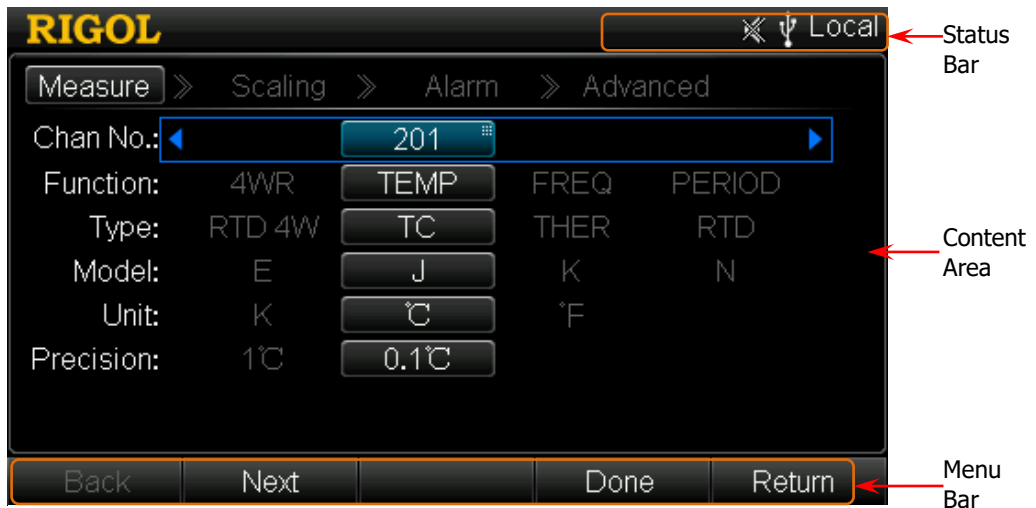 RIGOL Local
Status
Bar
Measure Scaling Alarm Advanced
Chan No.: 201
Function: 4WR TEMP FREQ PERIOD
Type: RTD 4W TC THER RTD
Model: E J K N
Content
Area
Unit: K ℃ ℉
Precision: 1℃ 0.1℃
Back Next Done Return
Menu
Bar